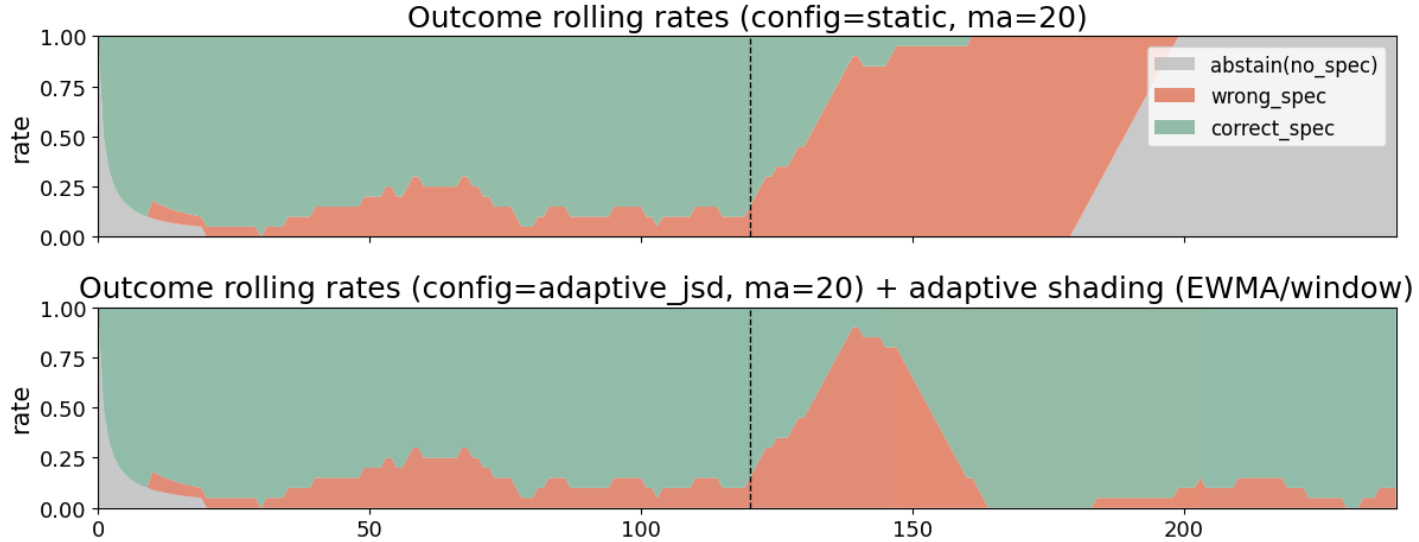 Outcome rolling rates (config=static, ma=20)
1.00
0.75
0.50
0.25
0.00
rate
0
50
100
150
200
abstain(no_spec)
wrong_spec
correct_spec
Outcome rolling rates (config=adaptive_jsd, ma=20) + adaptive shading (EWMA/window)
1.00
0.75
0.50
0.25
0.00
rate
0
50
100
150
200